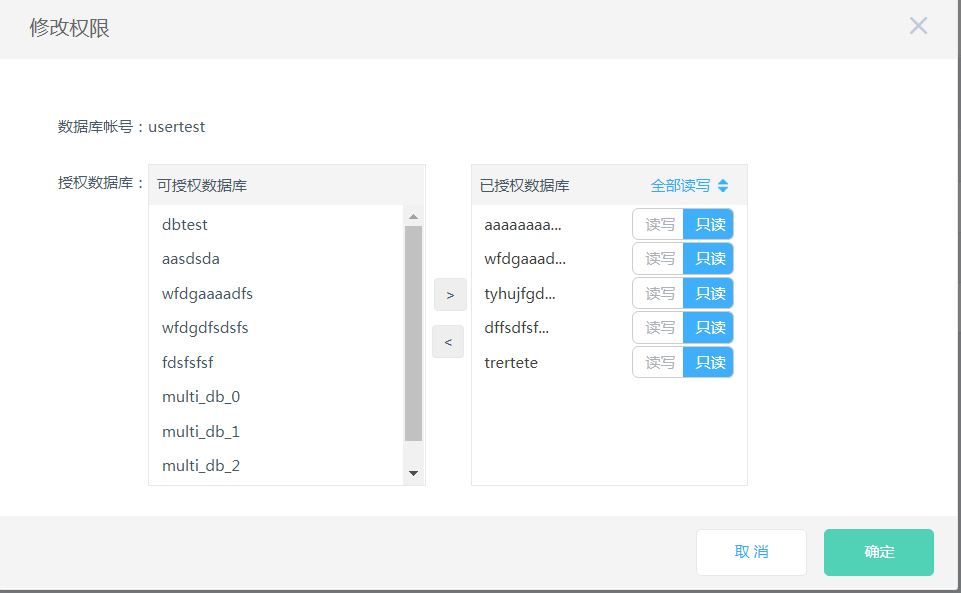 修改权限
数据库帐号：usertest
授权数据库：
可授权数据库
dbtest
aasdsda
wfdgaaaadfs
wfdgdfsdsfs
fdsfsfsf
multi_db_0
multi_db_1
multi_db_2
>
<
已授权数据库 全部读写
aaaaaaaa... 读写 只读
wfdgaaad... 读写 只读
tyhujfgd... 读写 只读
dffsdfsf... 读写 只读
trertete 读写 只读
取消 确定